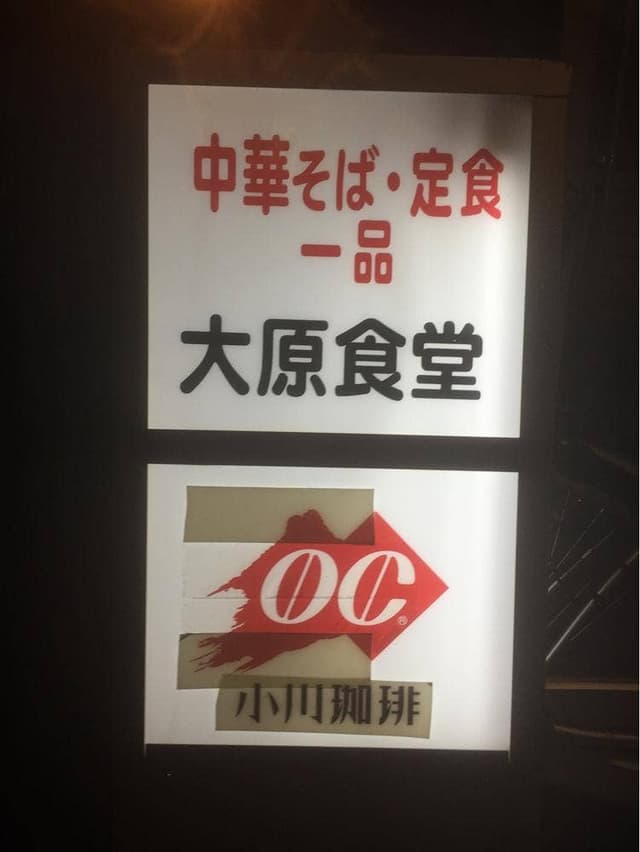 中華そば・定食
一品
大原食堂
OC®
小川珈琲